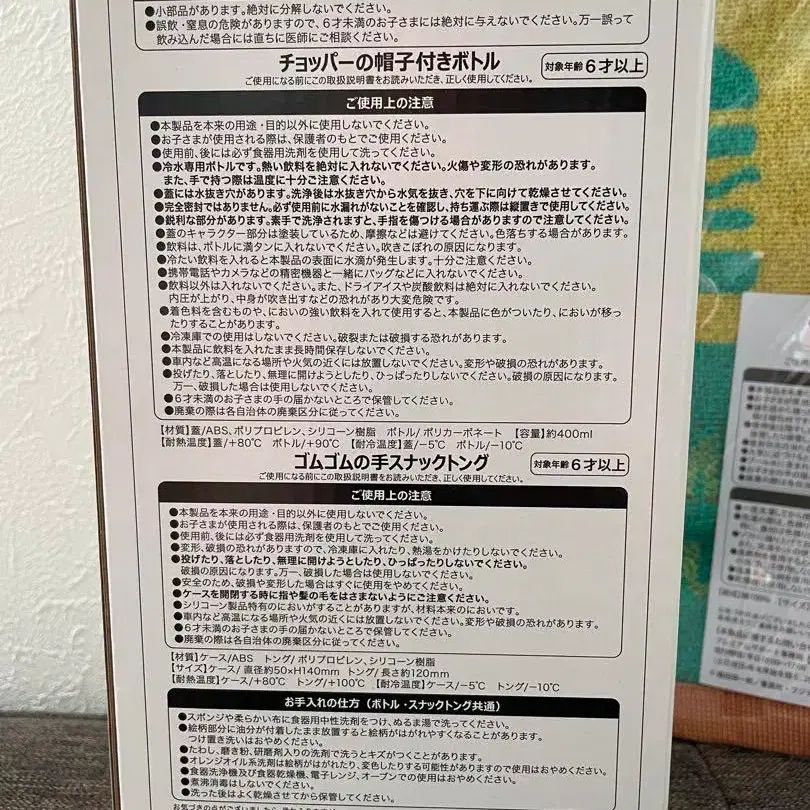 ●小部品があります。絶対に分解しないでください。
●誤飲・窒息の危険がありますので、6才未満のお子さまには絶対に与えないでください。万一誤って
飲み込んだ場合には直ちに医師にご相談ください。
チョッパーの帽子付きボトル
対象年齢 6才以上
ご使用になる前にこの取扱説明書をお読みいただき、正しく使用してください。
ご使用上の注意
●本製品を本来の用途・目的以外に使用しないでください。
●お子さまが使用される際は、保護者のもとでご使用ください。
●使用前、後には必ず食器用洗剤を使用して洗ってください。
●冷水専用ボトルです。熱い飲料を絶対に入れないでください。火傷や変形の恐れがあります。
また、手で持つ際は温度に十分ご注意ください。
●蓋には水抜き穴があります。洗浄後は水抜き穴から水気を抜き、穴を下に向けて乾燥させてください。
●完全密封ではありません。必ず使用前に水漏れがないことを確認し、持ち運ぶ際は縦置きで使用してください。
●鋭利な部分があります。素手で洗浄されますと、手指を傷つける場合がありますので注意してください。
●蓋のキャラクター部分は塗装しているため、摩擦などは避けてください。色落ちする場合があります。
●飲料は、ボトルに満タンに入れないでください。吹きこぼれの原因になります。
●冷たい飲料を入れると本製品の表面に水滴が発生します。十分ご注意ください。
●携帯電話やカメラなどの精密機器と一緒にバッグなどに入れないでください。
●飲料以外は入れないでください。また、ドライアイスや炭酸飲料は絶対に入れないでください。
内圧が上がり、中身が吹き出すなどの恐れがあり大変危険です。
●着色料を含むものや、においの強い飲料を入れて使用すると、本製品に色がついたり、においが移っ
たりすることがあります。
●冷凍庫での使用はしないでください。破裂または破損する恐れがあります。
●本製品に飲料を入れたまま長時間保存しないでください。
●車内など高温になる場所や火気の近くには放置しないでください。変形や破損の恐れがあります。
●投げたり、落としたり、無理に開けようとしたり、ひっぱったりしないでください。破損の原因になります。
万一、破損した場合は使用しないでください。
●6才未満のお子さまの手の届かないところで保管してください。
●廃棄の際は各自治体の廃棄区分に従ってください。
【材質】蓋/ABS、ポリプロピレン、シリコーン樹脂 ボトル/ポリカーボネート 【容量】約400ml
【耐熱温度】蓋/+80℃ ボトル/+90℃ 【耐冷温度】蓋/−5℃ ボトル/−10℃
ゴムゴムの手スナックトング
対象年齢 6才以上
ご使用になる前にこの取扱説明書をお読みいただき、正しく使用してください。
ご使用上の注意
●本製品を本来の用途・目的以外に使用しないでください。
●お子さまが使用される際は、保護者のもとでご使用ください。
●使用前、後には必ず食器用洗剤を使用して洗ってください。
●変形、破損の恐れがありますので、冷凍庫に入れたり、熱湯をかけたりしないでください。
●投げたり、落としたり、無理に開けようとしたり、ひっぱったりしないでください。
破損の原因になります。万一、破損した場合は使用しないでください。
●安全のため、破損や変形した場合はすぐに使用をやめてください。
●ケースを開閉する時に指や髪の毛をはさまないようにご注意ください。
●シリコーン製品特有のにおいがすることがありますが、材料本来のにおいです。
●車内など高温になる場所や火気の近くには放置しないでください。変形や破損の恐れがあります。
●6才未満のお子さまの手の届かないところで保管してください。
●廃棄の際は各自治体の廃棄区分に従ってください。
【材質】ケース/ABS トング/ポリプロピレン、シリコーン樹脂
【サイズ】ケース/直径約50×H140mm トング/長さ約120mm
【耐熱温度】ケース/+80℃ トング/+100℃ 【耐冷温度】ケース/−5℃ トング/−10℃
お手入れの仕方（ボトル・スナックトング共通）
●スポンジや柔らかい布に食器用中性洗剤をつけ、ぬるま湯で洗ってください。
●絵柄部分に油分が付着したまま放置すると絵柄がはがれやすくなることがあります。
つけ置き洗いはおやめください。
●たわし、磨き粉、研磨剤入りの洗剤で洗うとキズがつくことがあります。
●オレンジオイル系洗剤は絵柄がはがれたり、変色したりする可能性がありますので使用はおやめください。
●食器洗浄機及び食器乾燥機、電子レンジ、オーブンでの使用はおやめください。
●煮沸消毒はしないでください。
●洗った後はよく乾燥させてから保管してください。